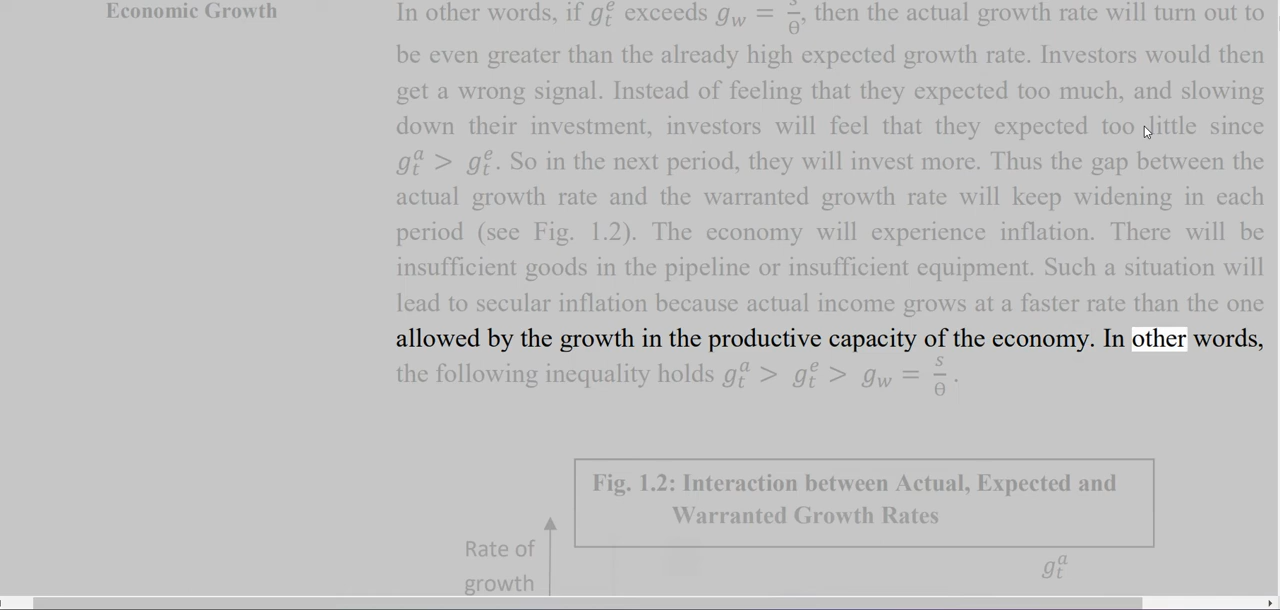 Economic Growth
In other words, if g_t^e exceeds g_w = s/θ, then the actual growth rate will turn out to
be even greater than the already high expected growth rate. Investors would then
get a wrong signal. Instead of feeling that they expected too much, and slowing
down their investment, investors will feel that they expected too little since
g_t^a > g_t^e. So in the next period, they will invest more. Thus the gap between the
actual growth rate and the warranted growth rate will keep widening in each
period (see Fig. 1.2). The economy will experience inflation. There will be
insufficient goods in the pipeline or insufficient equipment. Such a situation will
lead to secular inflation because actual income grows at a faster rate than the one
allowed by the growth in the productive capacity of the economy. In other words,
the following inequality holds g_t^a > g_t^e > g_w = s/θ .
Fig. 1.2: Interaction between Actual, Expected and
Warranted Growth Rates
Rate of
growth
g_t^a